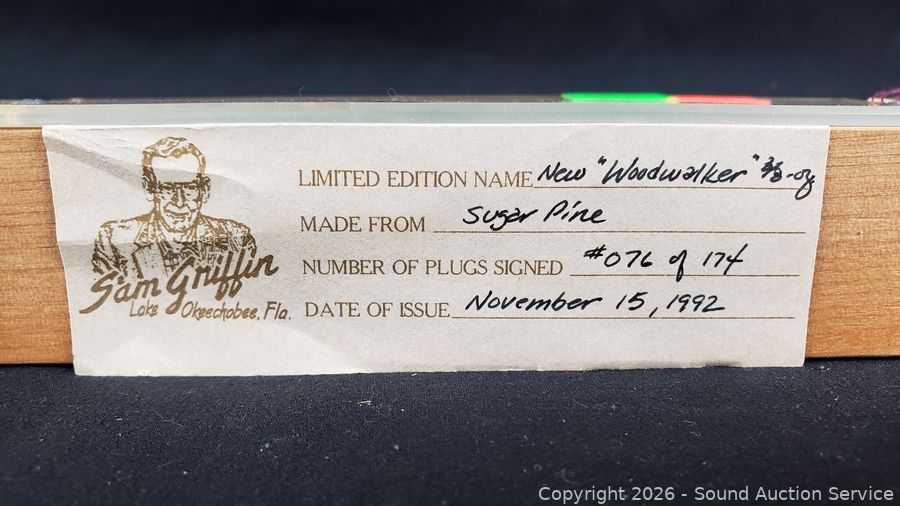 LIMITED EDITION NAME New "Woodwalker" 3/8-oz
MADE FROM Sugar Pine
NUMBER OF PLUGS SIGNED #076 of 174
DATE OF ISSUE November 15, 1992
Sam Griffin
Lake Okeechobee, Fla.
Copyright 2026 - Sound Auction Service